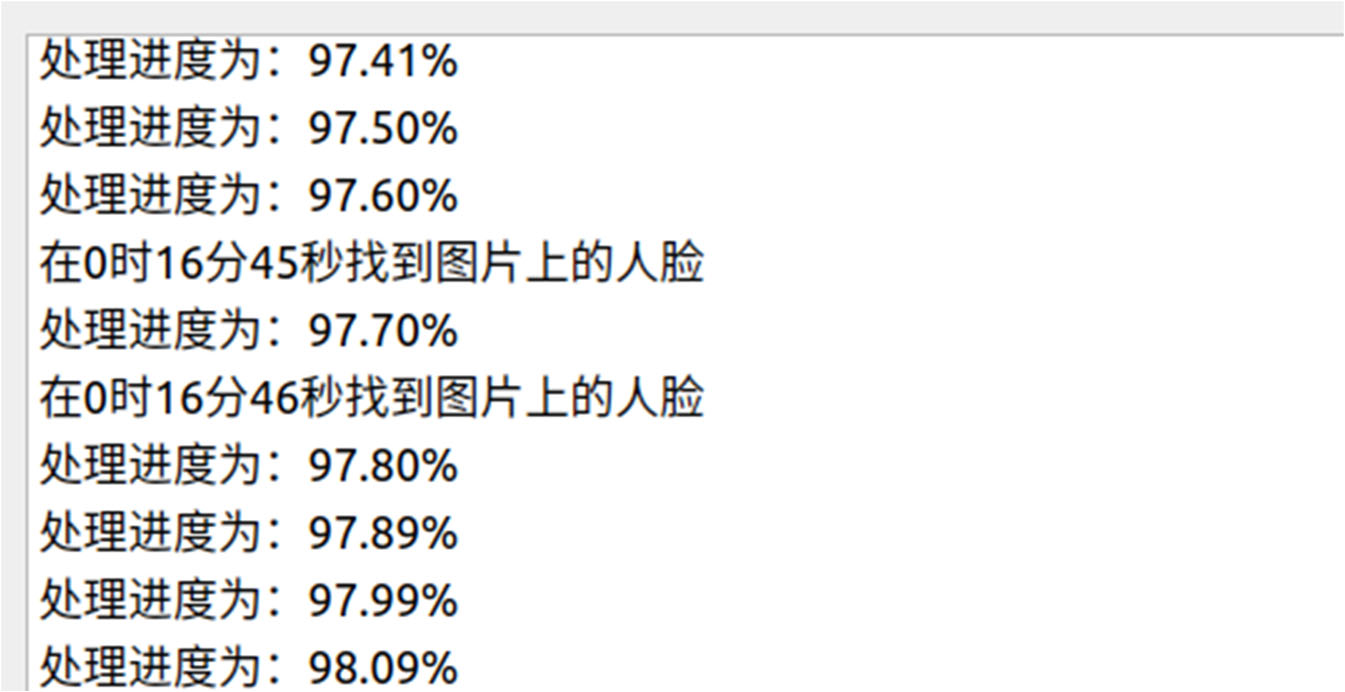 处理进度为：97.41%
处理进度为：97.50%
处理进度为：97.60%
在0时16分45秒找到图片上的人脸
处理进度为：97.70%
在0时16分46秒找到图片上的人脸
处理进度为：97.80%
处理进度为：97.89%
处理进度为：97.99%
处理进度为：98.09%